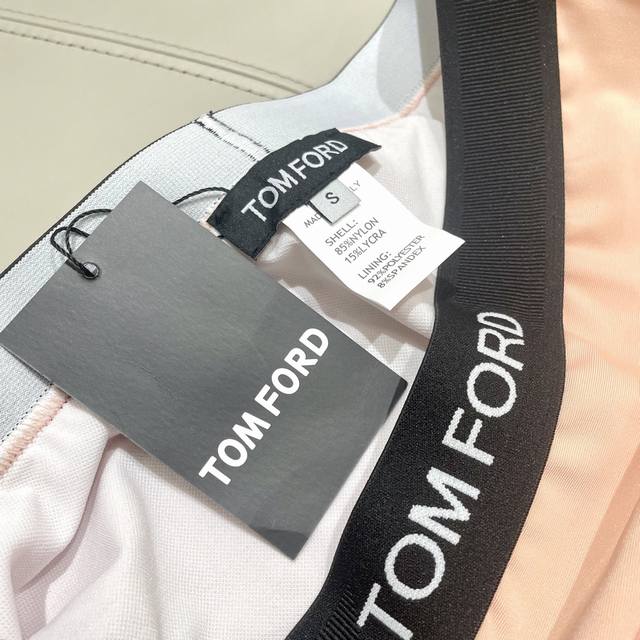 TOM FORD
S
SHELL:
85%NYLON
15%LYCRA
LINING:
92%POLYESTER
8%SPANDEX
TOM FORD
TOM FORD